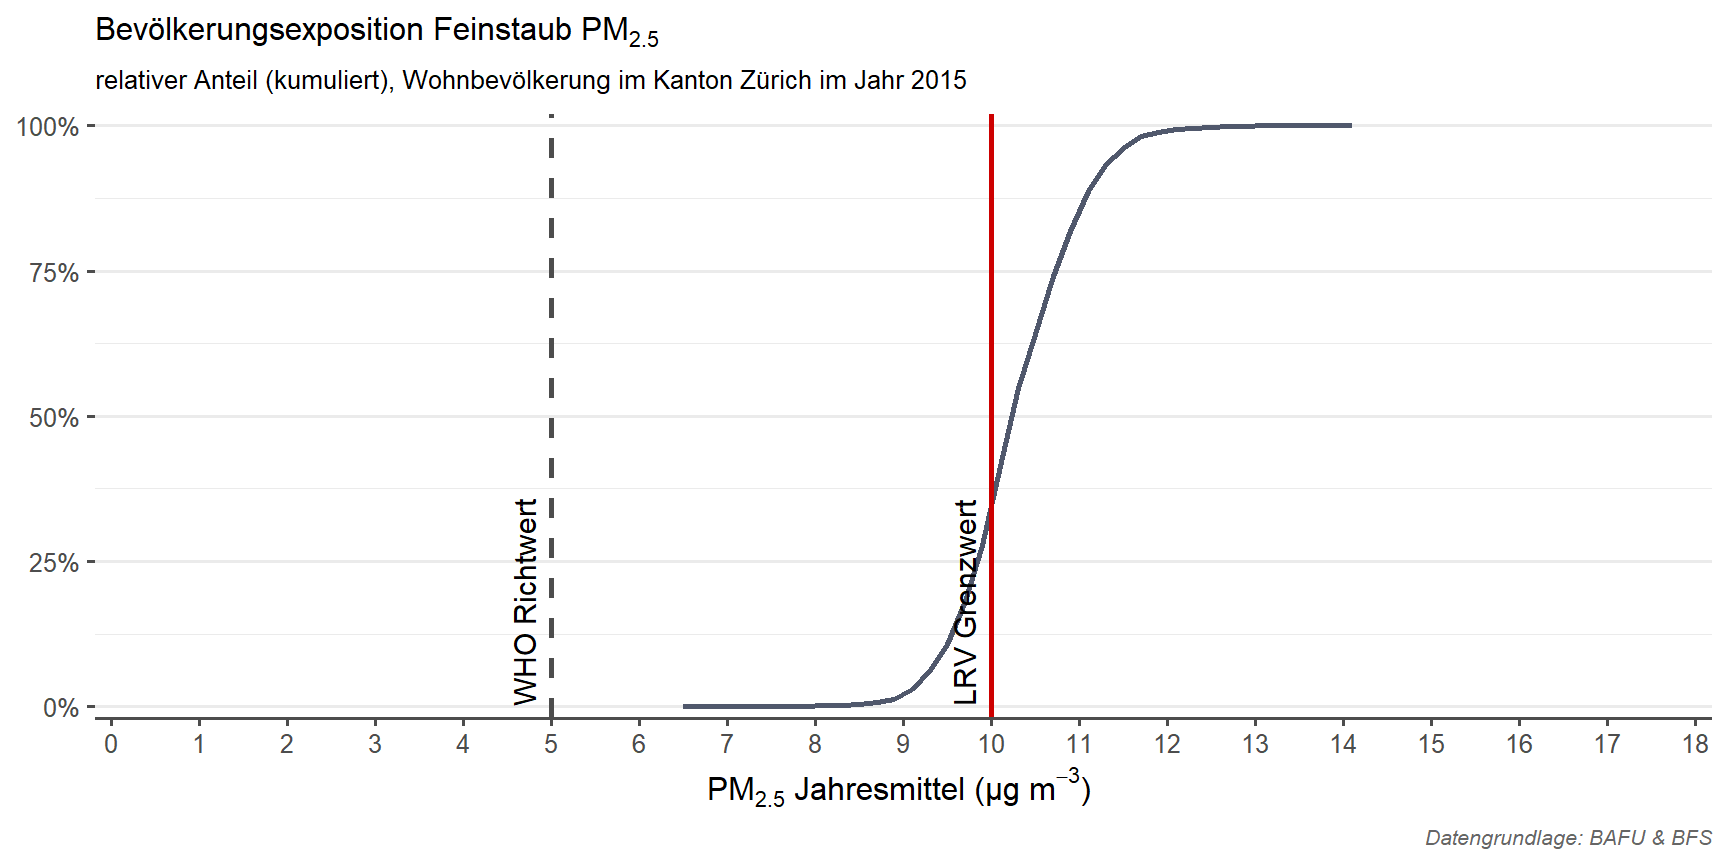 Bevölkerungsexposition Feinstaub PM2.5
relativer Anteil (kumuliert), Wohnbevölkerung im Kanton Zürich im Jahr 2015
100%
75%
50%
25%
0%
WHO Richtwert
LRV Grenzwert
0 1 2 3 4 5 6 7 8 9 10 11 12 13 14 15 16 17 18
PM2.5 Jahresmittel (µg m−3)
Datengrundlage: BAFU & BFS